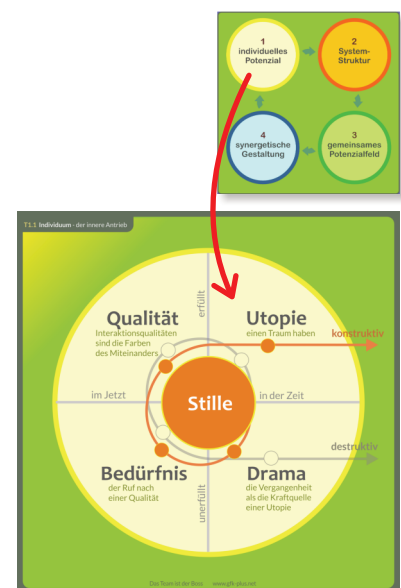 1
individuelles
Potenzial
2
System-
Struktur
4
synergetische
Gestaltung
3
gemeinsames
Potenzialfeld
T1.1 Individuum - der innere Antrieb
erfüllt
Qualität
Interaktionsqualitäten
sind die Farben
des Miteinanders
Utopie
einen Traum haben
konstruktiv
im Jetzt
Stille
in der Zeit
destruktiv
Bedürfnis
der Ruf nach
einer Qualität
unerfüllt
Drama
die Vergangenheit
als die Kraftquelle
einer Utopie
Das Team ist der Boss www.gfk-plus.net